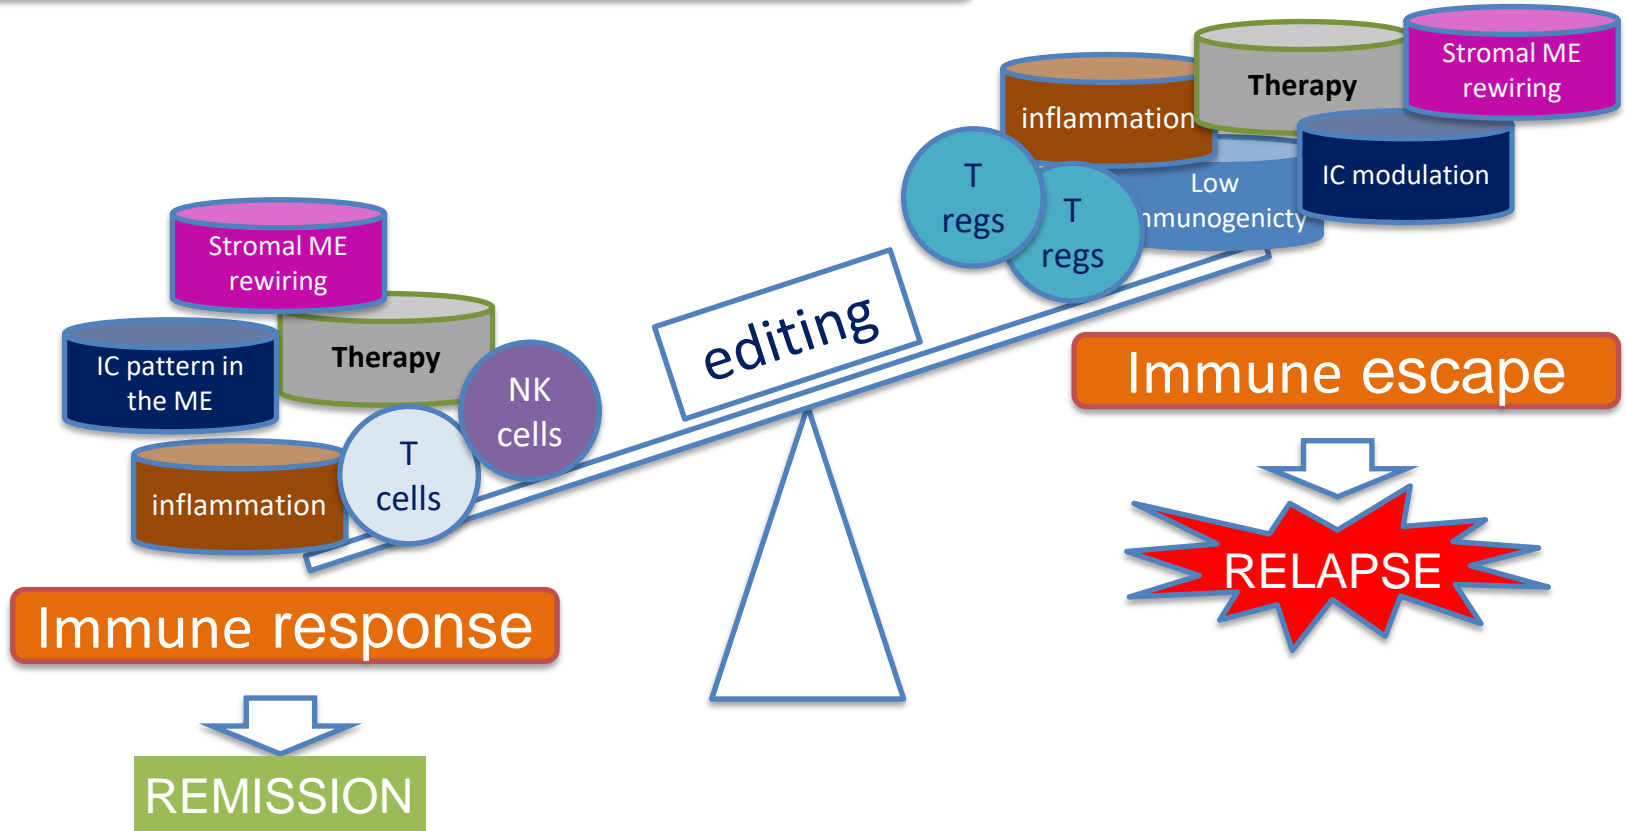 Stromal ME
rewiring
Therapy
IC pattern in
the ME
NK
cells
T
cells
inflammation
Immune response
REMISSION
editing
Stromal ME
rewiring
Therapy
inflammation
IC modulation
T
regs
T
regs
Low
Immune escape
RELAPSE